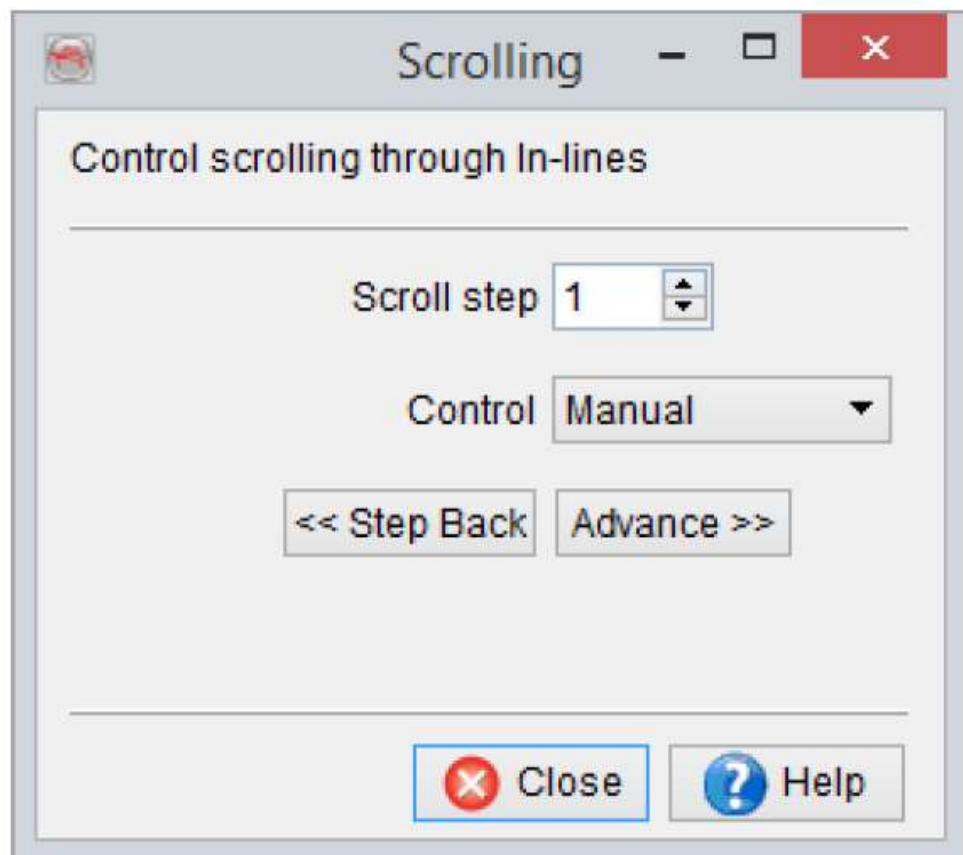 Scrolling
Control scrolling through In-lines
Scroll step 1
Control Manual
<< Step Back Advance >>
Close Help